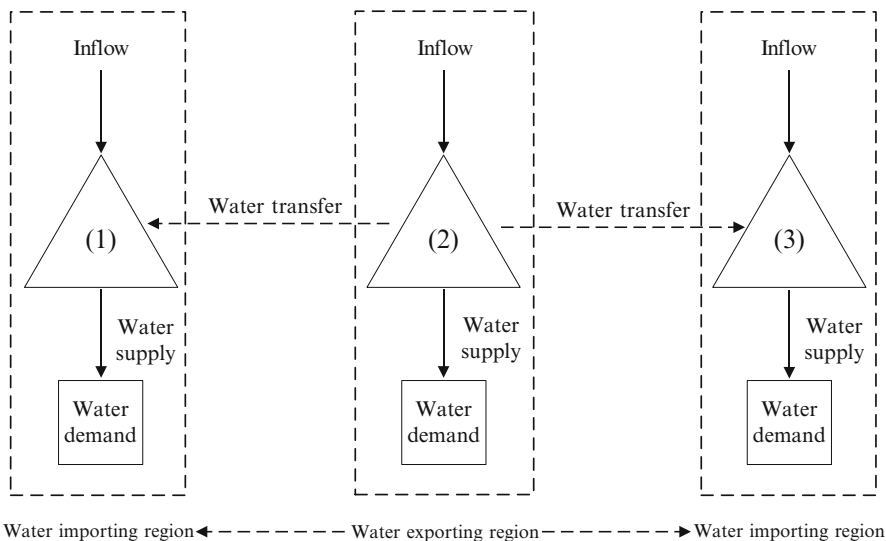 Inflow
Inflow
Inflow
Water transfer
Water transfer
(1)
(2)
(3)
Water
supply
Water
supply
Water
supply
Water
demand
Water
demand
Water
demand
Water importing region
Water exporting region
Water importing region